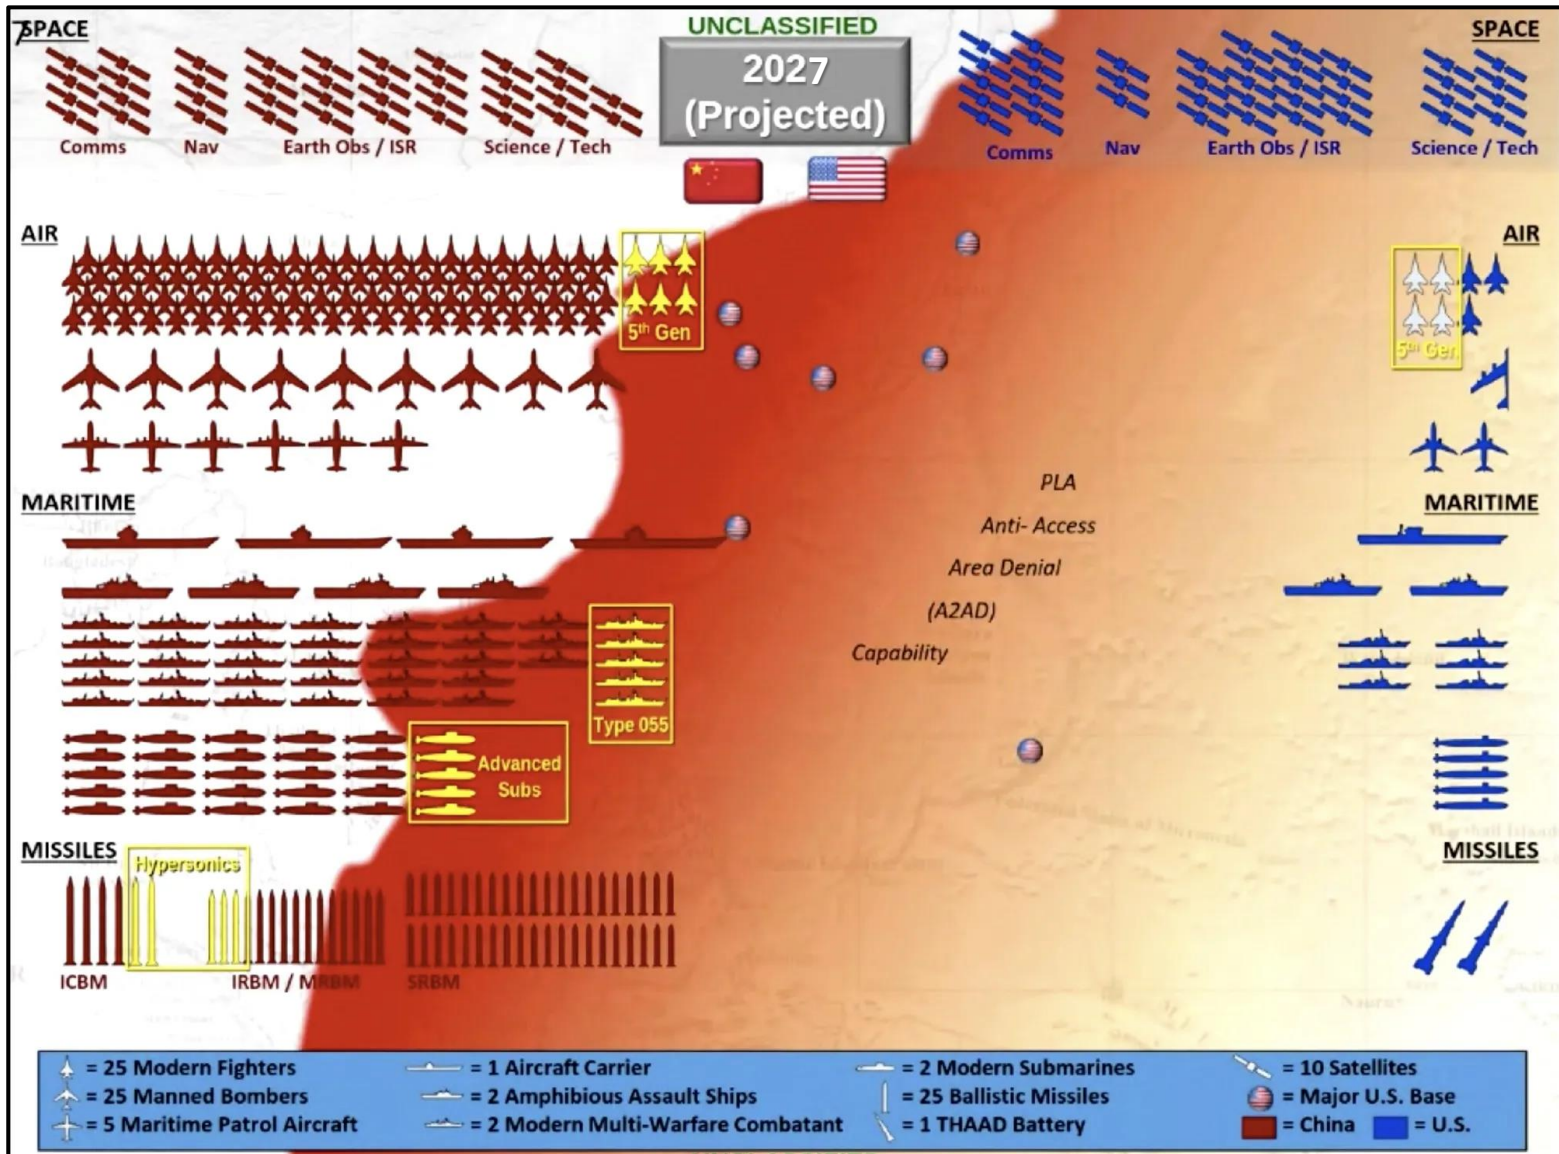 7
SPACE
UNCLASSIFIED
2027
(Projected)
SPACE
Comms
Nav
Earth Obs / ISR
Science / Tech
Comms
Nav
Earth Obs / ISR
Science / Tech
AIR
5th Gen
AIR
5th Gen
MARITIME
MARITIME
PLA
Anti- Access
Area Denial
(A2AD)
Capability
Type 055
Advanced
Subs
MISSILES
Hypersonics
MISSILES
ICBM
IRBM / MRBM
SRBM
= 25 Modern Fighters
= 25 Manned Bombers
= 5 Maritime Patrol Aircraft
= 1 Aircraft Carrier
= 2 Amphibious Assault Ships
= 2 Modern Multi-Warfare Combatant
= 2 Modern Submarines
= 25 Ballistic Missiles
= 1 THAAD Battery
= 10 Satellites
= Major U.S. Base
= China
= U.S.